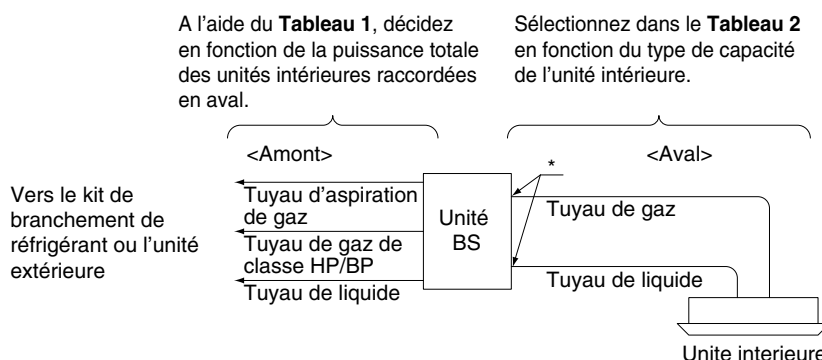 A l'aide du Tableau 1, décidez
en fonction de la puissance totale
des unités intérieures raccordées
en aval.
Sélectionnez dans le Tableau 2
en fonction du type de capacité
de l'unité intérieure.
<Amont>
*
<Aval>
Vers le kit de
branchement de
réfrigérant ou l'unité
extérieure
Tuyau d'aspiration
de gaz
Tuyau de gaz de
classe HP/BP
Tuyau de liquide
Unité
BS
Tuyau de gaz
Tuyau de liquide
Unite interieure